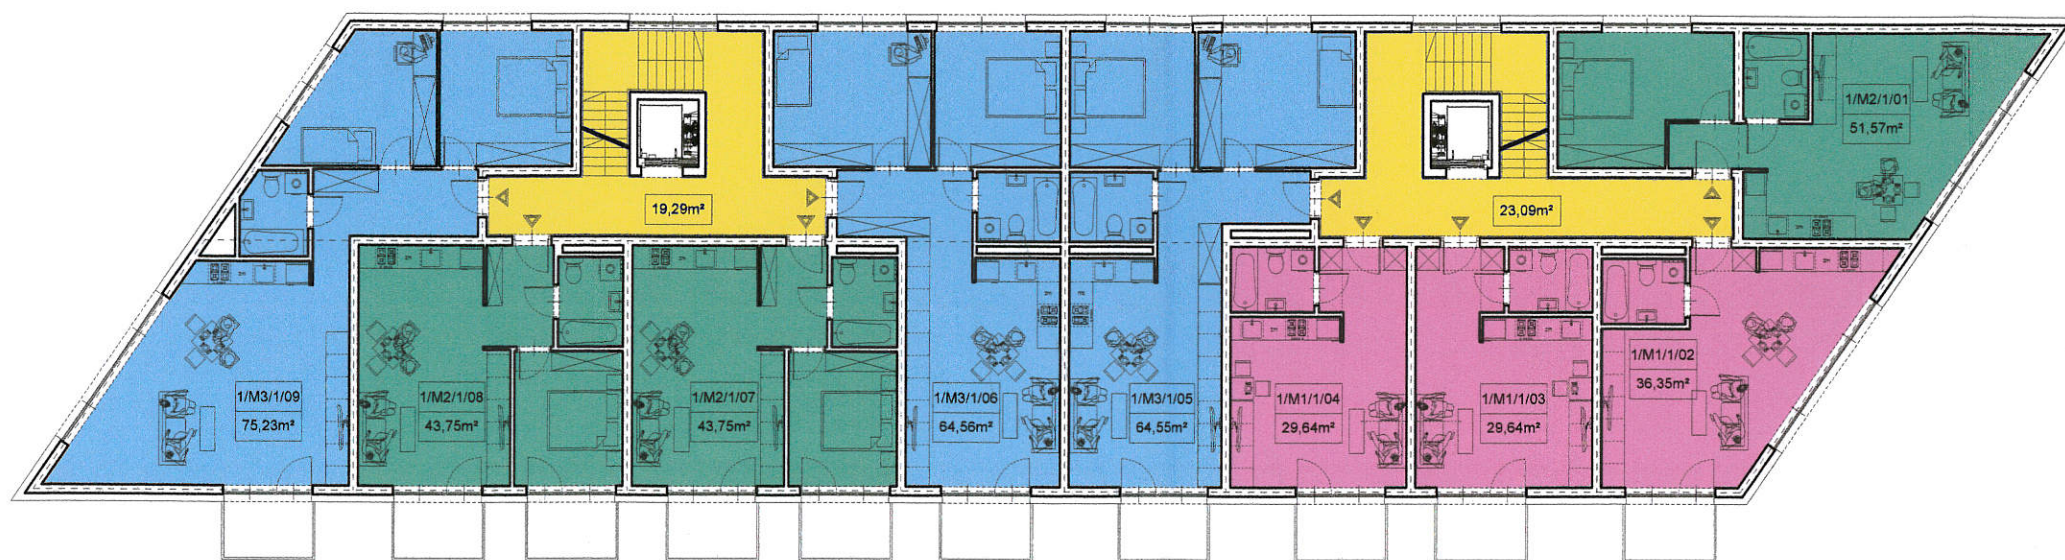 1/M2/1/01
51,57m²
19,29m²
23,09m²
1/M3/1/09
75,23m²
1/M2/1/08
43,75m²
1/M2/1/07
43,75m²
1/M3/1/06
64,56m²
1/M3/1/05
64,55m²
1/M1/1/04
29,64m²
1/M1/1/03
29,64m²
1/M1/1/02
36,35m²